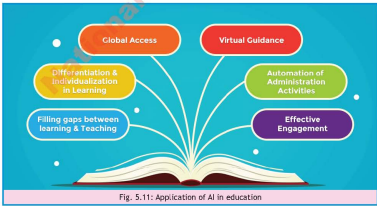 Global Access
Virtual Guidance
Differentiation &
Individualization
in Learning
Automation of
Administration
Activities
Filling gaps between
learning & Teaching
Effective
Engagement
Fig. 5.11: Application of AI in education